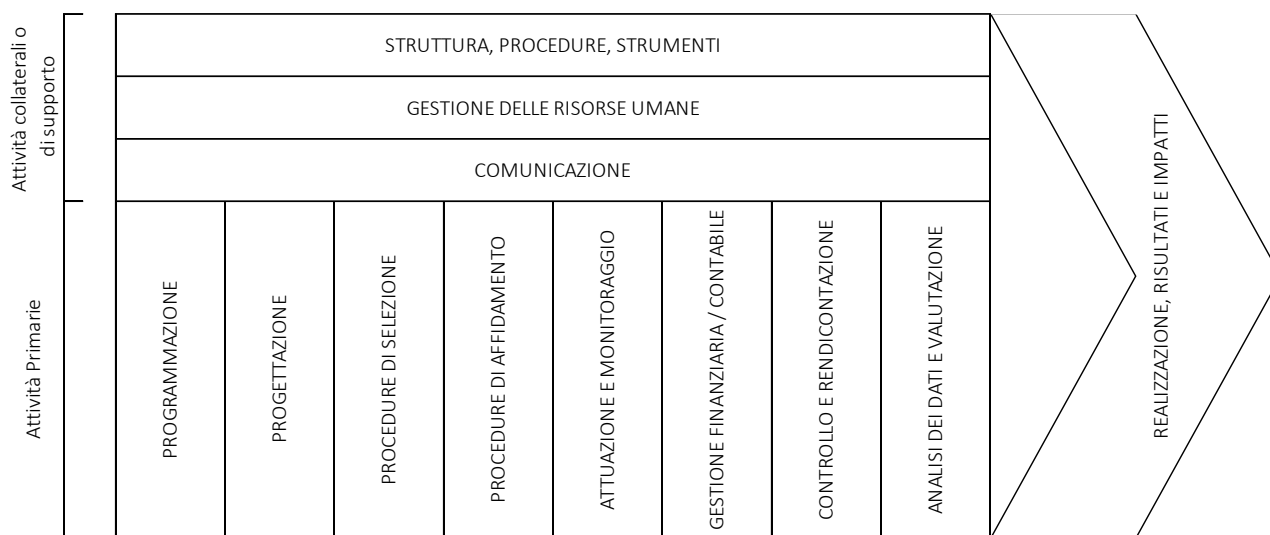 Attività collaterali o
di supporto
STRUTTURA, PROCEDURE, STRUMENTI
GESTIONE DELLE RISORSE UMANE
COMUNICAZIONE
Attività Primarie
PROGRAMMAZIONE
PROGETTAZIONE
PROCEDURE DI SELEZIONE
PROCEDURE DI AFFIDAMENTO
ATTUAZIONE E MONITORAGGIO
GESTIONE FINANZIARIA / CONTABILE
CONTROLLO E RENDICONTAZIONE
ANALISI DEI DATI E VALUTAZIONE
REALIZZAZIONE, RISULTATI E IMPATTI